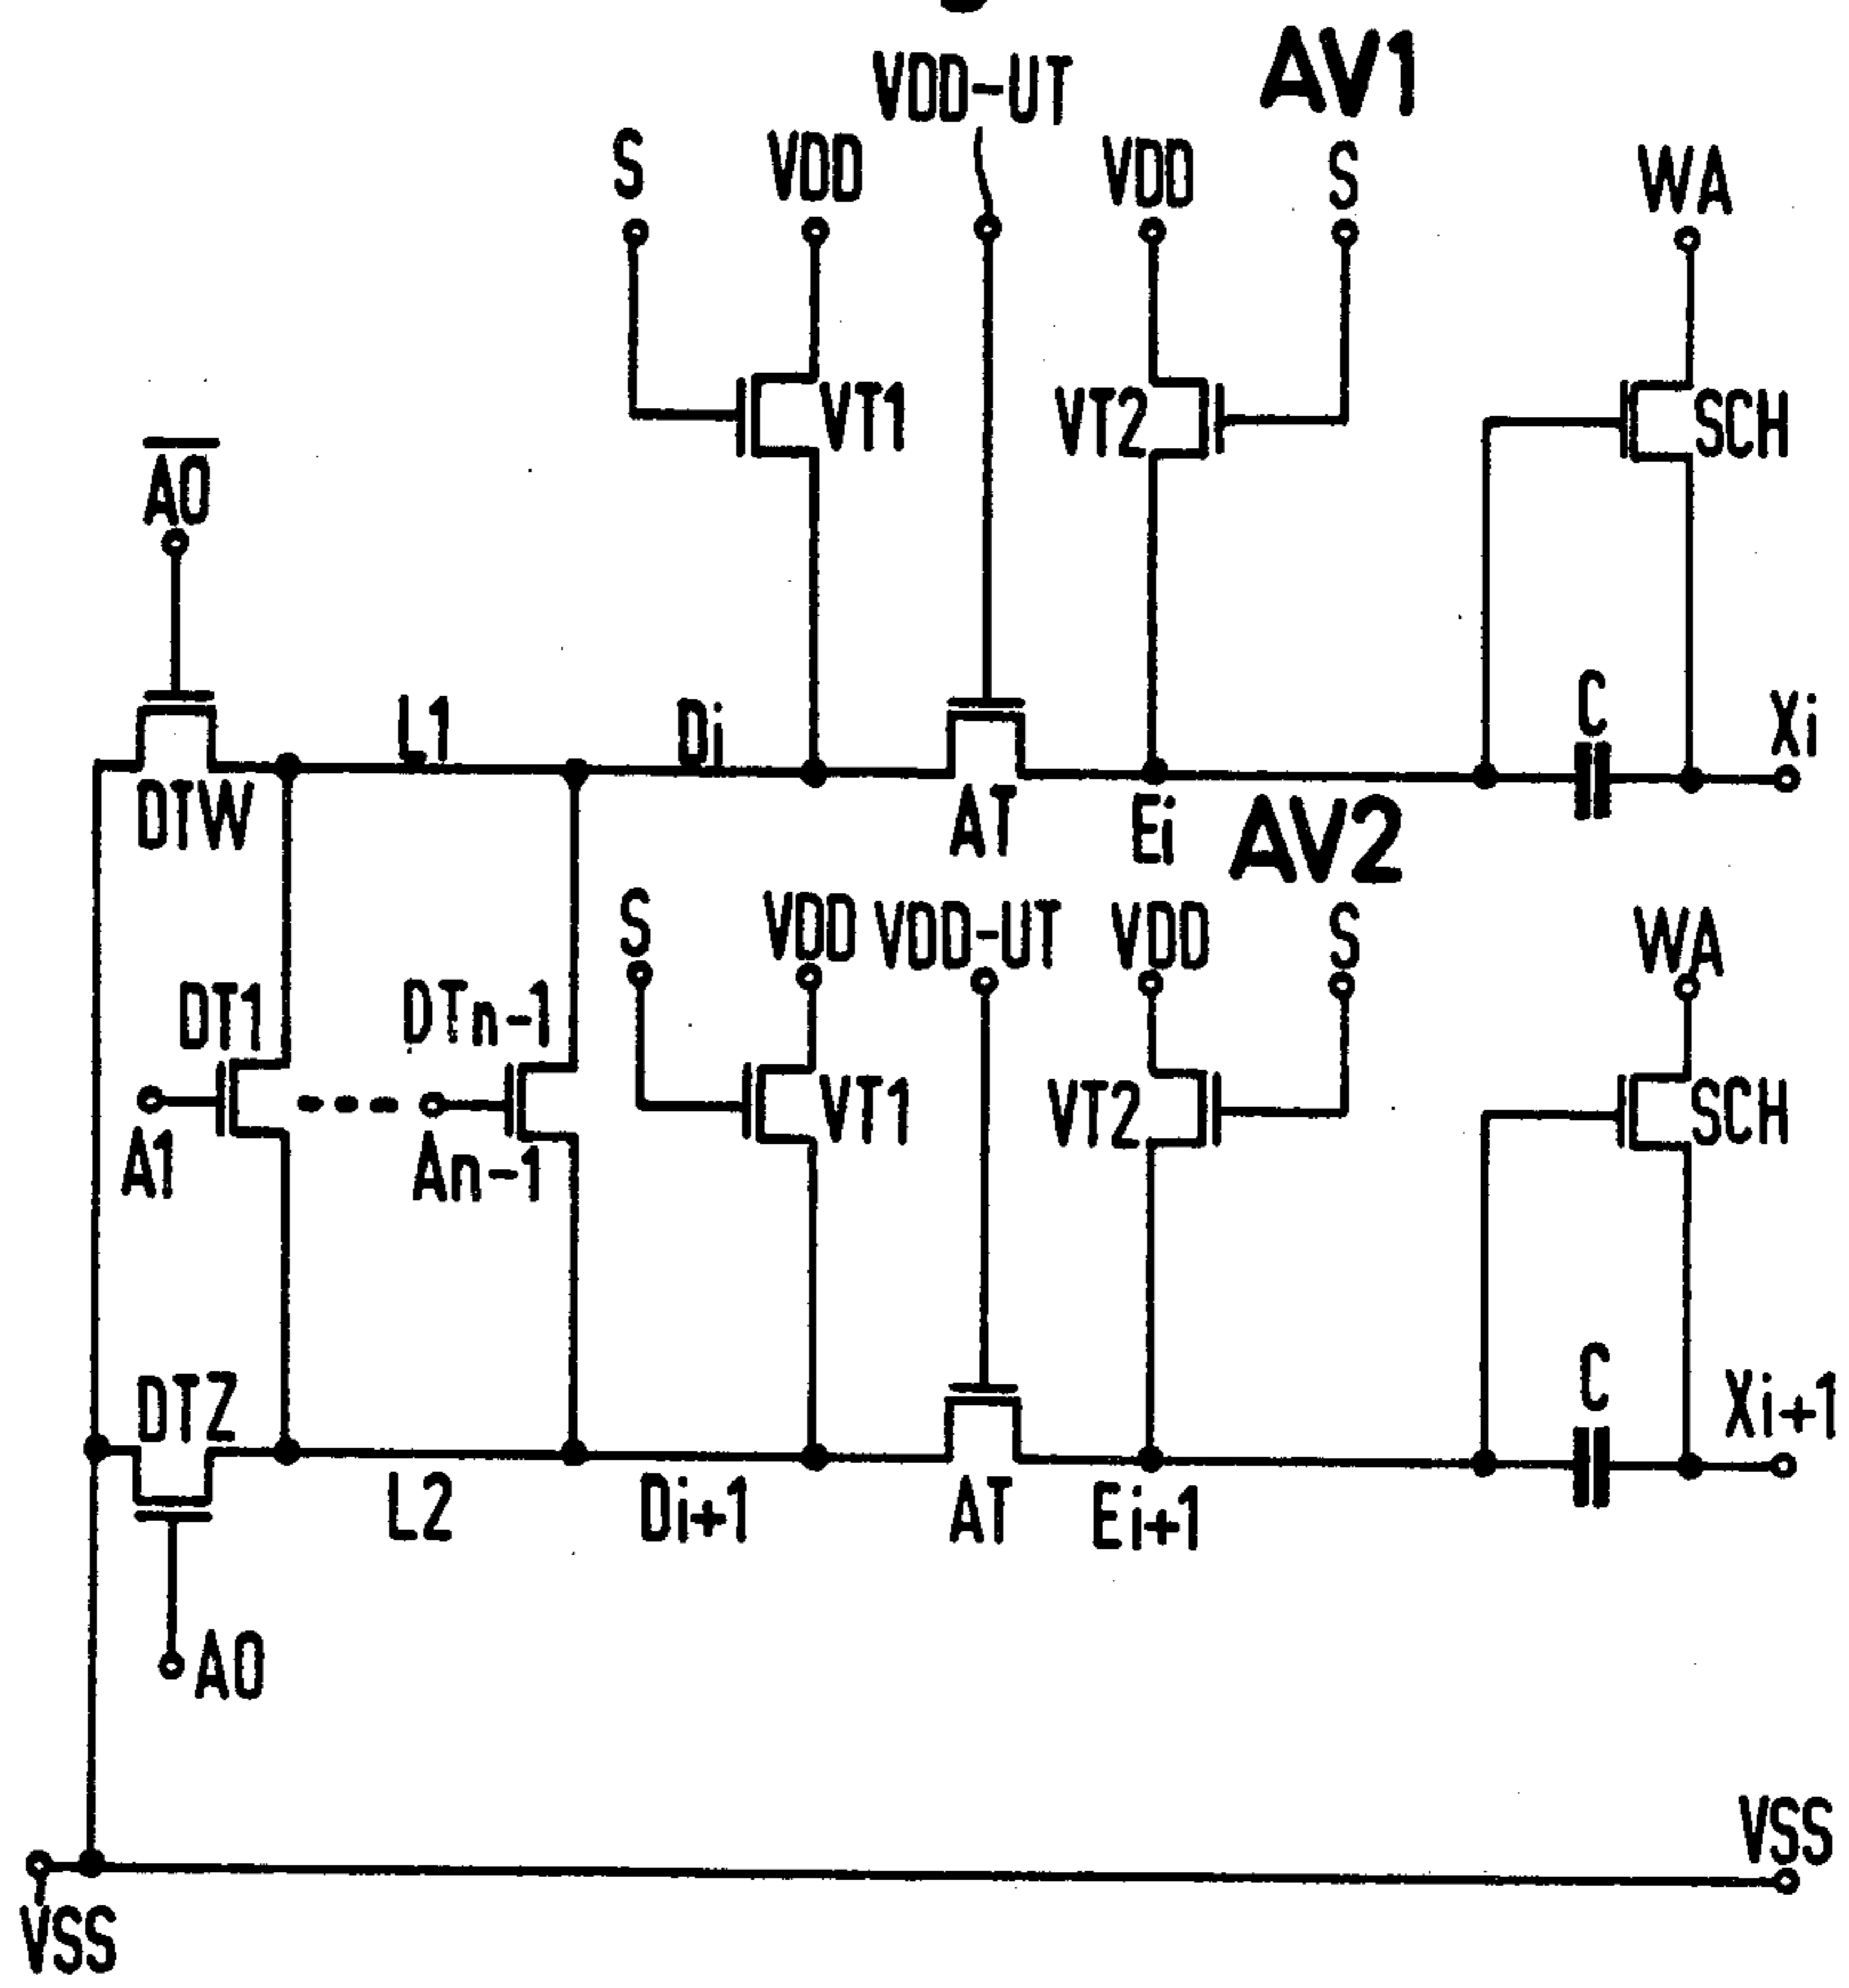 VDD-UT
AV1
S
VDD
VDD
S
WA
VT1
VT2
SCH
A̅0̅
L1
Di
C
Xi
DTW
AT
Ei
AV2
S
VDD
VDD-UT
VDD
S
WA
DT1
DTn-1
VT1
VT2
SCH
A1
An-1
DTZ
C
Xi+1
L2
Di+1
AT
Ei+1
A0
VSS
VSS